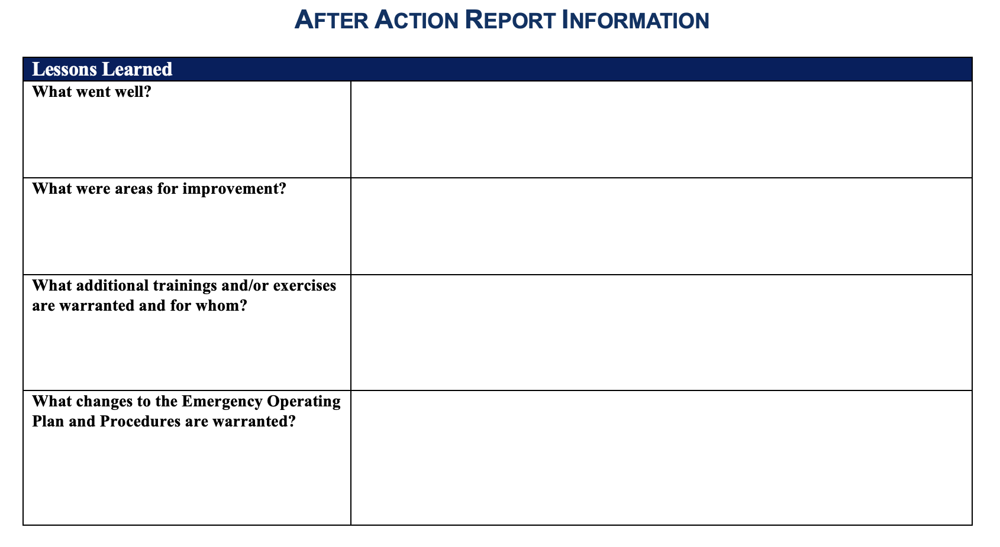 AFTER ACTION REPORT INFORMATION
Lessons Learned
What went well?
What were areas for improvement?
What additional trainings and/or exercises
are warranted and for whom?
What changes to the Emergency Operating
Plan and Procedures are warranted?